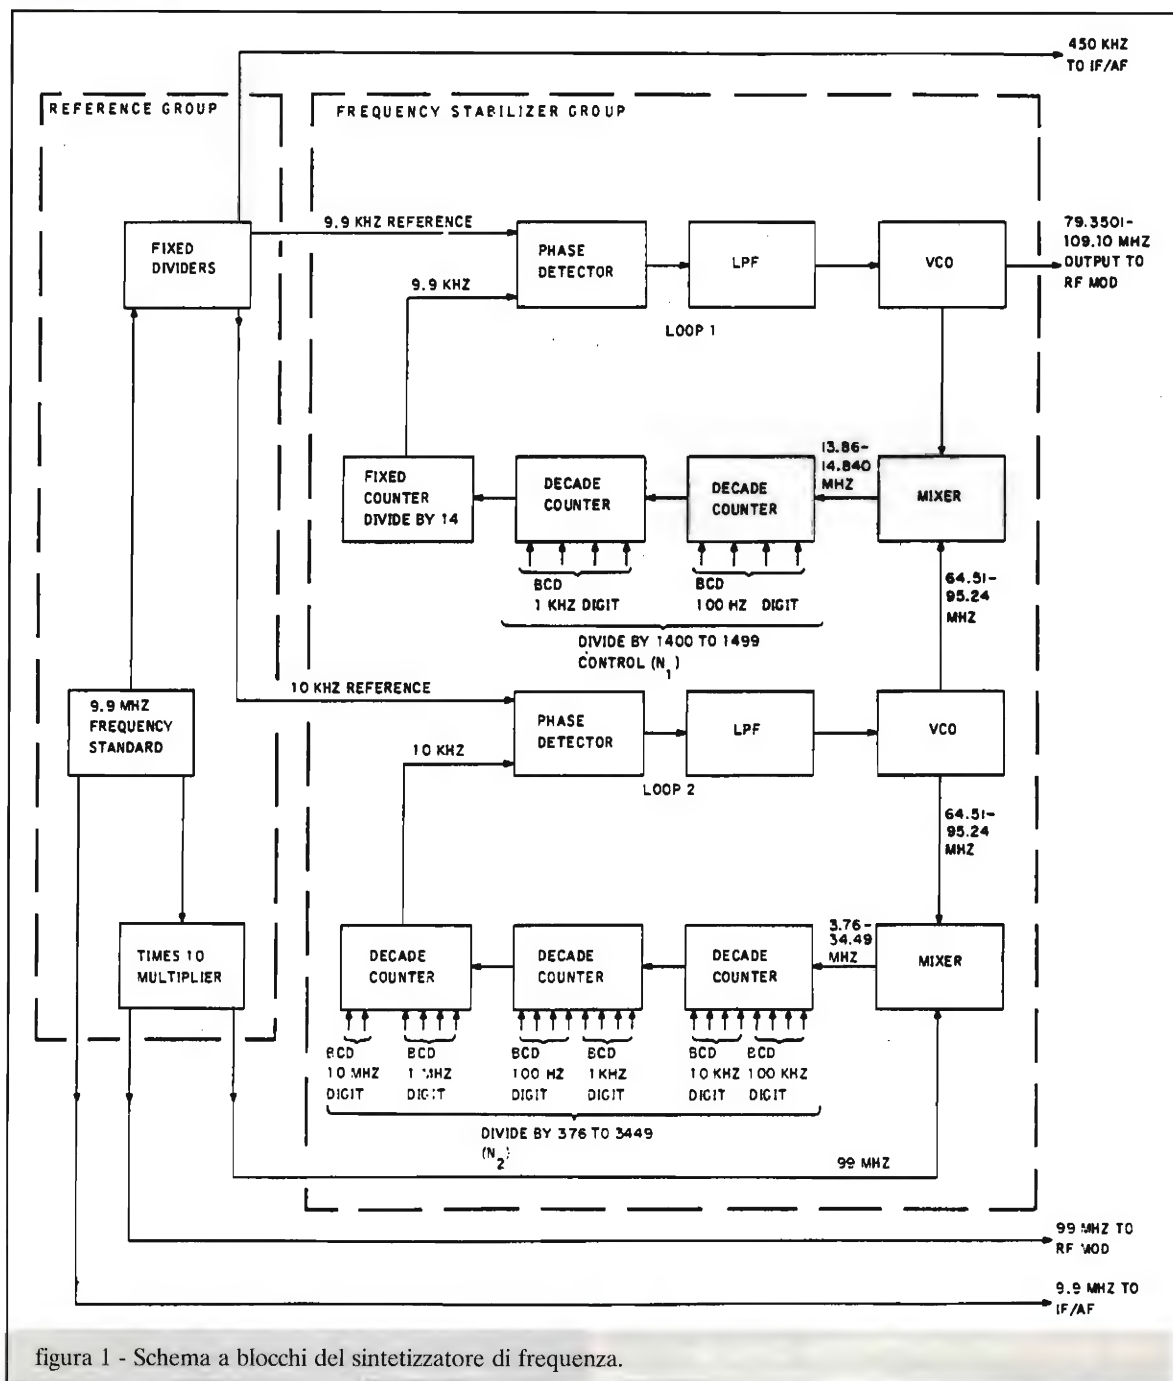 450 KHZ
TO IF/AF
REFERENCE GROUP
FREQUENCY STABILIZER GROUP
FIXED
DIVIDERS
9.9 KHZ REFERENCE
9.9 KHZ
PHASE
DETECTOR
LPF
VCO
79.3501-
109.10 MHZ
OUTPUT TO
RF MOD
LOOP 1
FIXED
COUNTER
DIVIDE BY 14
DECADE
COUNTER
DECADE
COUNTER
13.86-
14.840
MHZ
MIXER
BCD
1 KHZ DIGIT
BCD
100 HZ DIGIT
64.51-
95.24
MHZ
DIVIDE BY 1400 TO 1499
CONTROL (N1)
9.9 MHZ
FREQUENCY
STANDARD
10 KHZ REFERENCE
10 KHZ
PHASE
DETECTOR
LPF
VCO
LOOP 2
64.51-
95.24
MHZ
TIMES 10
MULTIPLIER
DECADE
COUNTER
DECADE
COUNTER
DECADE
COUNTER
3.76-
34.49
MHZ
MIXER
BCD
10 MHZ
DIGIT
BCD
1 MHZ
DIGIT
BCD
100 HZ
DIGIT
BCD
1 KHZ
DIGIT
BCD
10 KHZ
DIGIT
BCD
100 KHZ
DIGIT
DIVIDE BY 376 TO 3449
(N2)
99 MHZ
99 MHZ TO
RF MOD
9.9 MHZ TO
IF/AF
figura 1 - Schema a blocchi del sintetizzatore di frequenza.